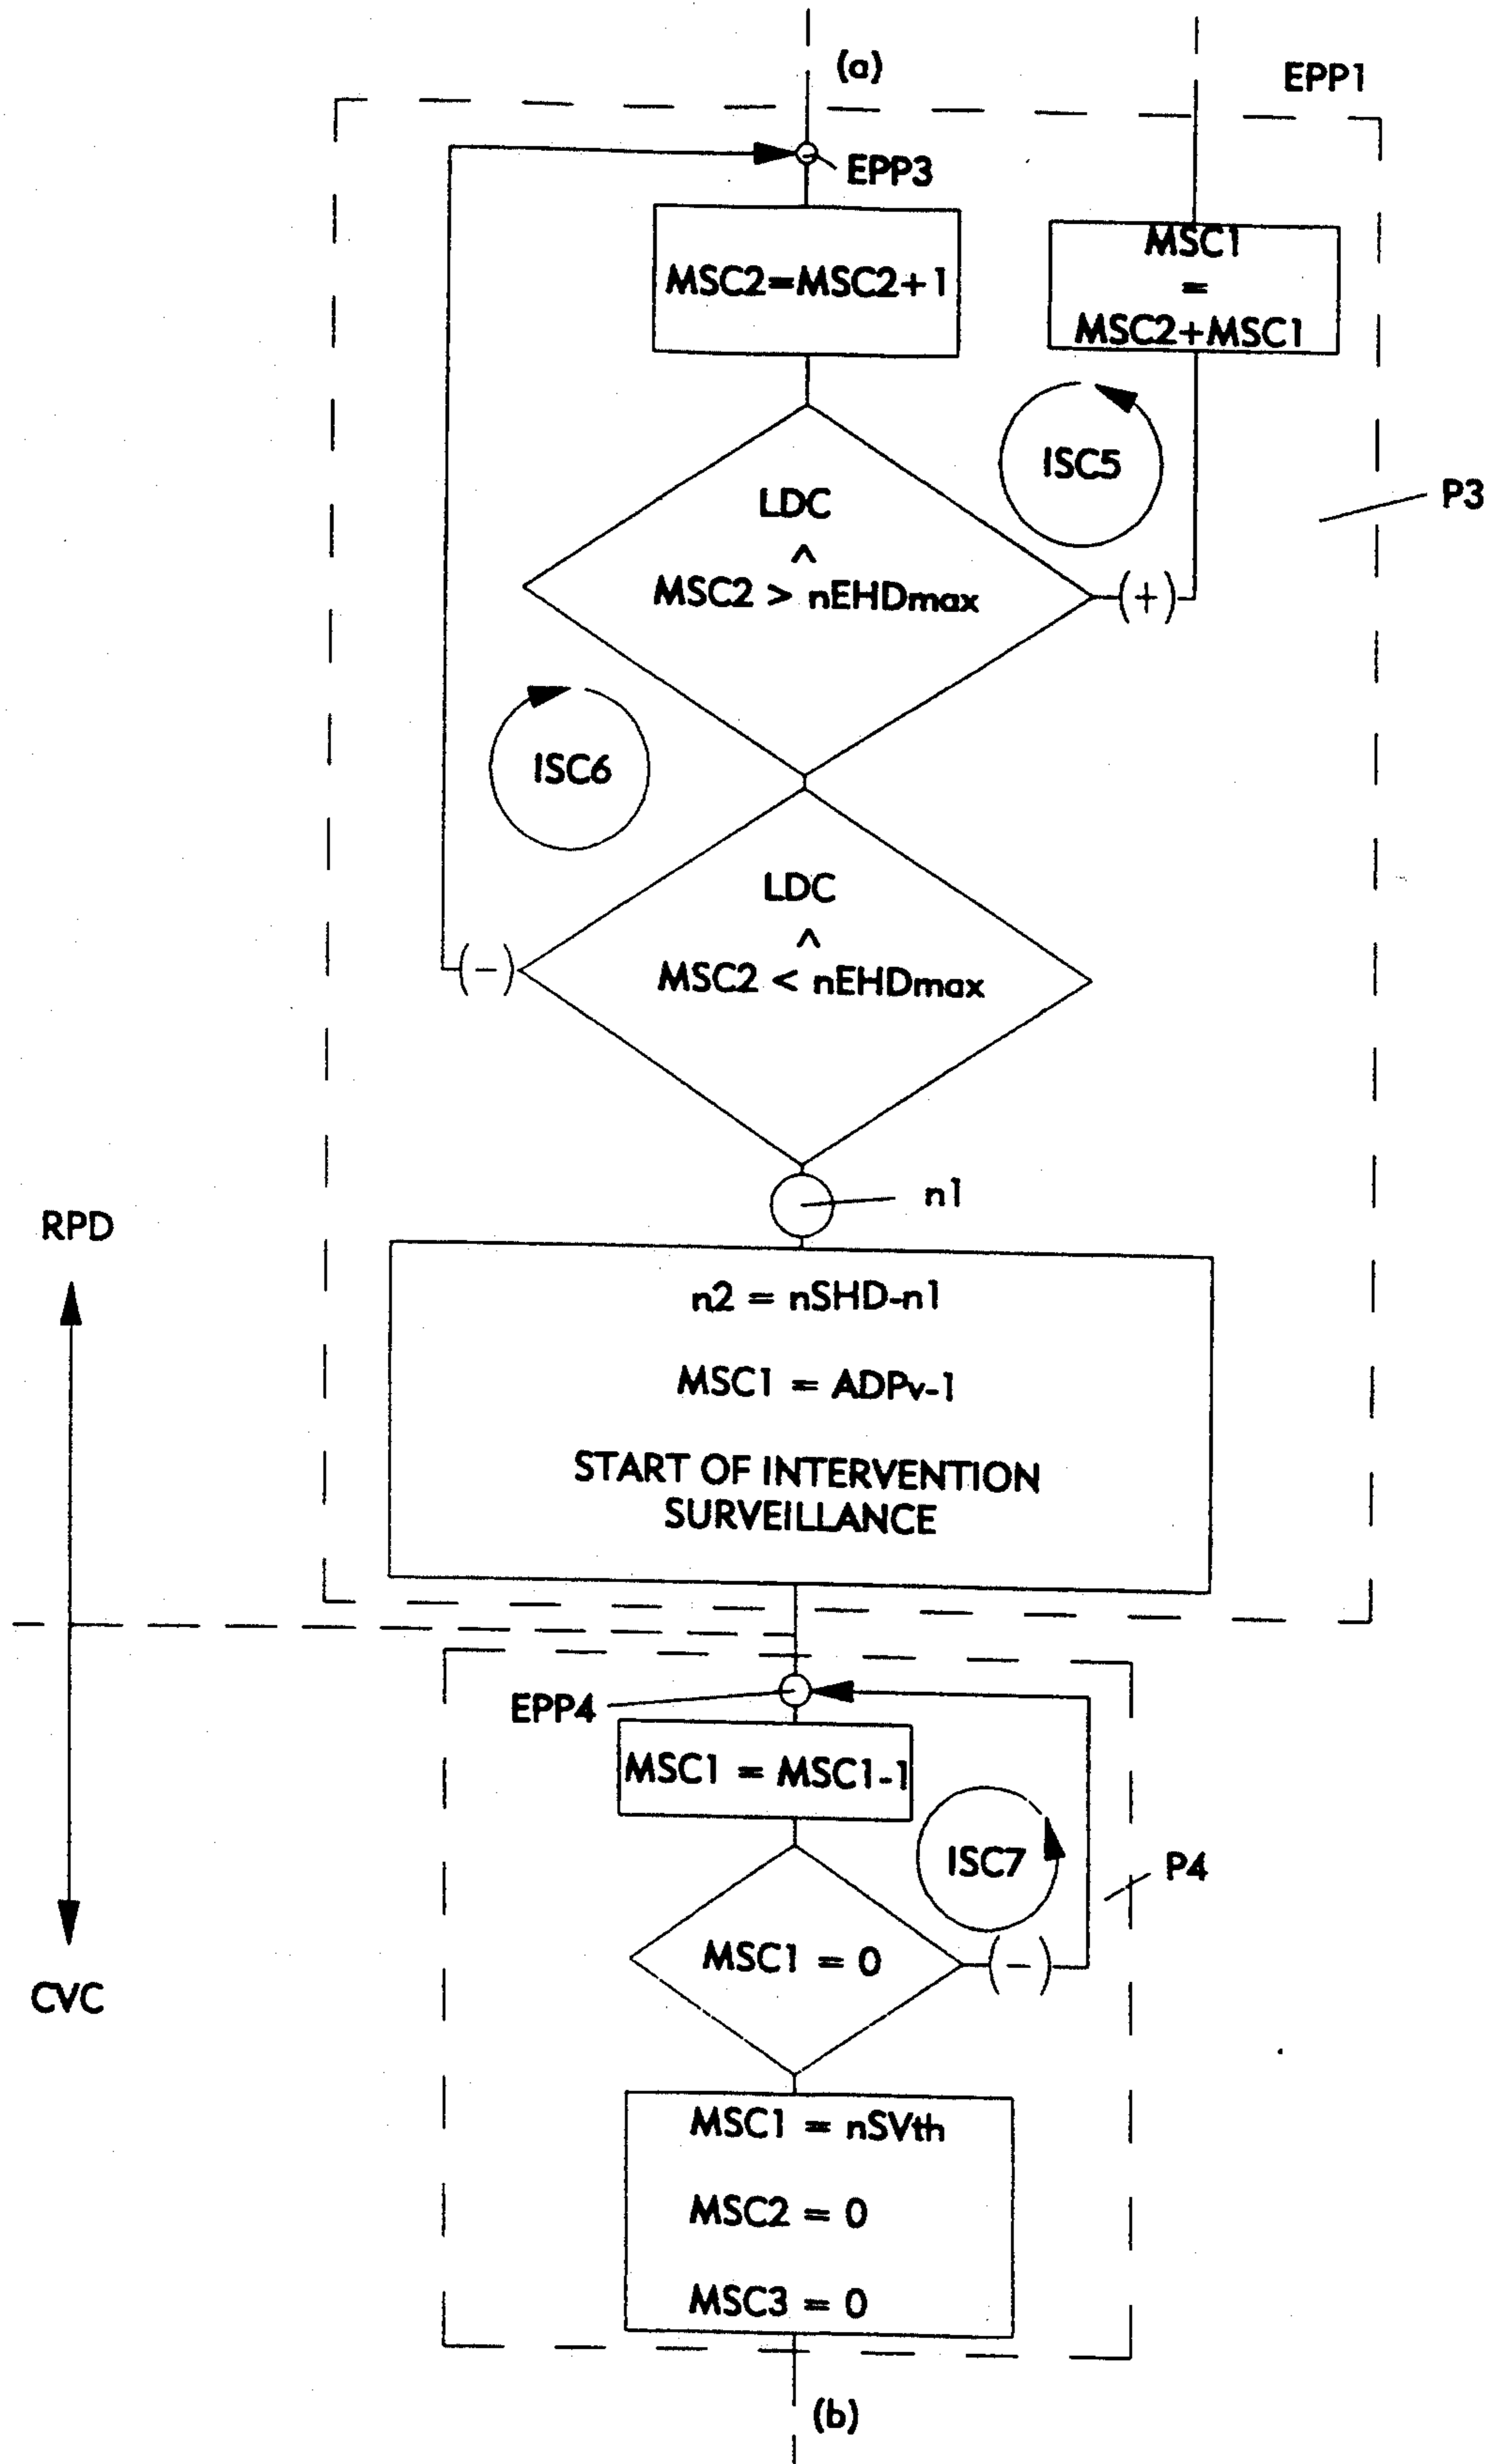 (a)
EPP1
EPP3
MSC2=MSC2+1
MSC1
=
MSC2+MSC1
ISC5
P3
LDC
^
MSC2 > nEHDmax
(+)
ISC6
LDC
^
MSC2 < nEHDmax
(-)
n1
RPD
n2 = nSHD-n1
MSC1 = ADPv-1
START OF INTERVENTION
SURVEILLANCE
EPP4
MSC1 = MSC1-1
ISC7
P4
MSC1 = 0
(-)
CVC
MSC1 = nSVth
MSC2 = 0
MSC3 = 0
(b)